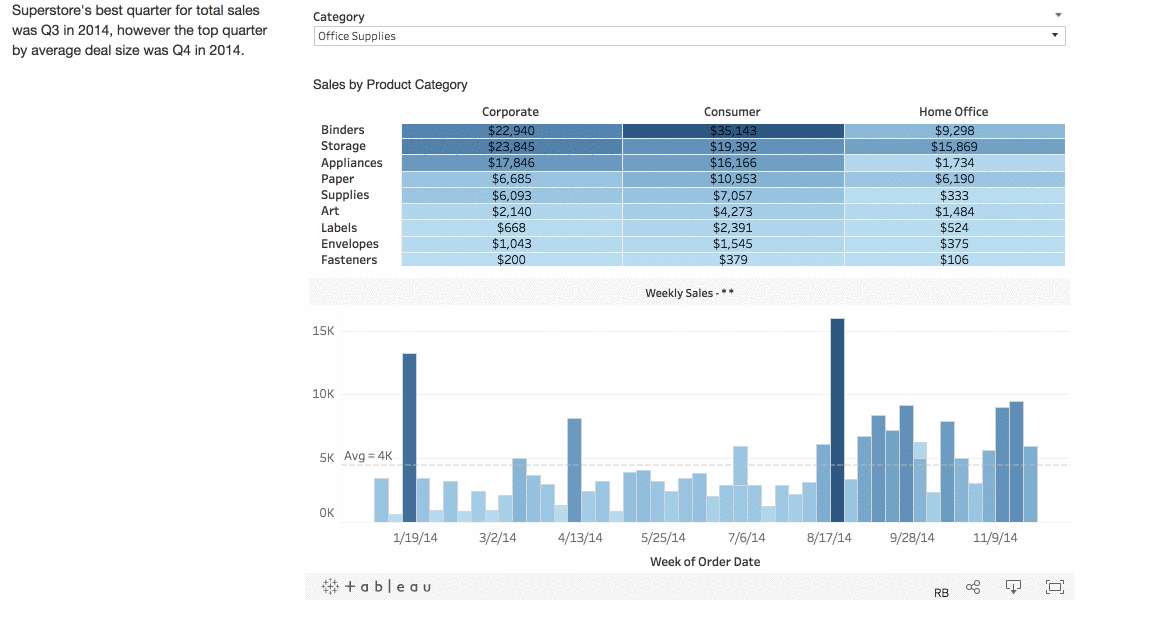 Superstore's best quarter for total sales
was Q3 in 2014, however the top quarter
by average deal size was Q4 in 2014.
Category
Office Supplies
Sales by Product Category
Corporate Consumer Home Office
Binders $22,940 $35,143 $9,298
Storage $23,845 $19,392 $15,869
Appliances $17,846 $16,166 $1,734
Paper $6,685 $10,953 $6,190
Supplies $6,093 $7,057 $333
Art $2,140 $4,273 $1,484
Labels $668 $2,391 $524
Envelopes $1,043 $1,545 $375
Fasteners $200 $379 $106
Weekly Sales - * *
15K
10K
5K Avg = 4K
0K
1/19/14 3/2/14 4/13/14 5/25/14 7/6/14 8/17/14 9/28/14 11/9/14
Week of Order Date
+ a b | e a u RB